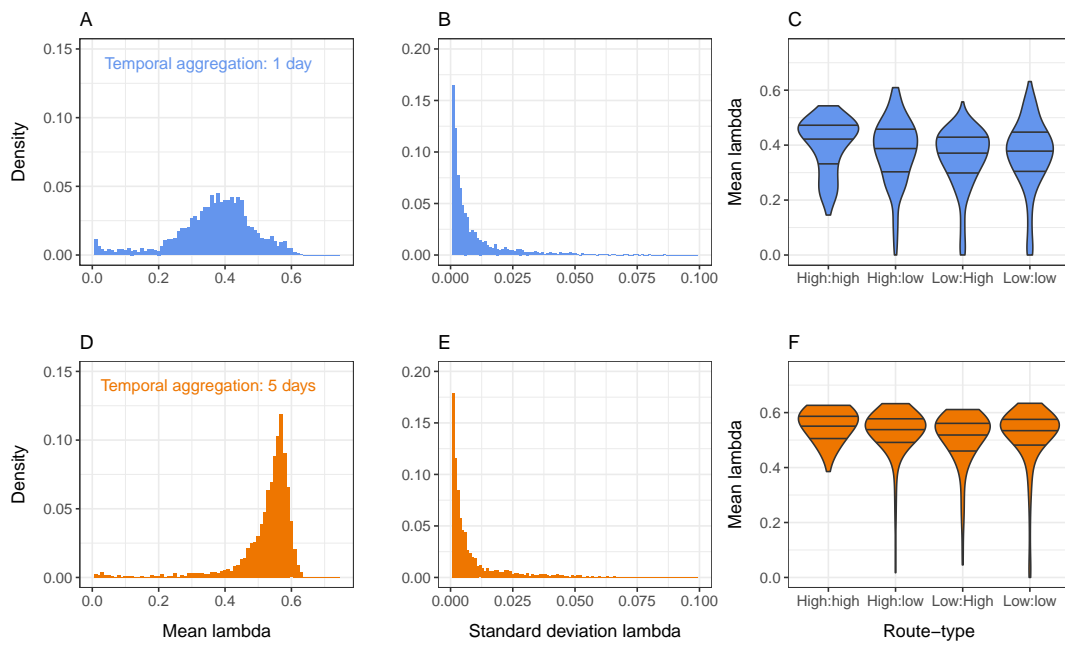 A
B
C
0.15
0.10
0.05
0.00
Density
Temporal aggregation: 1 day
0.0 0.2 0.4 0.6
0.20
0.15
0.10
0.05
0.00
0.000 0.025 0.050 0.075 0.100
Mean lambda
0.6
0.4
0.2
0.0
High:high High:low Low:High Low:low
D
E
F
0.15
0.10
0.05
0.00
Density
Temporal aggregation: 5 days
0.0 0.2 0.4 0.6
Mean lambda
0.20
0.15
0.10
0.05
0.00
0.000 0.025 0.050 0.075 0.100
Standard deviation lambda
Mean lambda
0.6
0.4
0.2
0.0
High:high High:low Low:High Low:low
Route−type